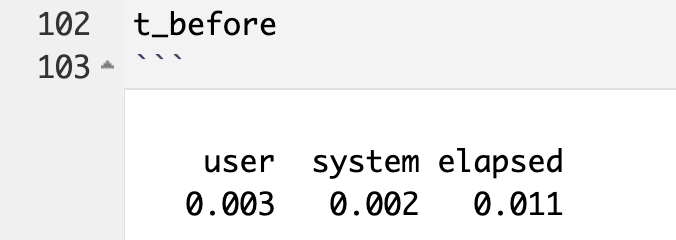 102 t_before
103 ```
user system elapsed
0.003 0.002 0.011